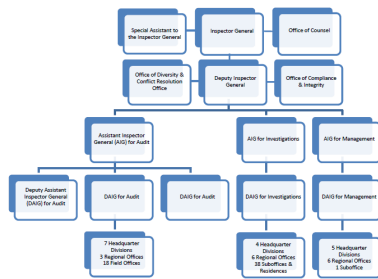 Special Assistant to
the Inspector General
Inspector General
Office of Counsel
Office of Diversity &
Conflict Resolution
Office
Deputy Inspector
General
Office of Compliance
& Integrity
Assistant Inspector
General (AIG) for Audit
AIG for Investigations
AIG for Management
Deputy Assistant
Inspector General
(DAIG) for Audit
DAIG for Audit
DAIG for Audit
DAIG for Investigations
DAIG for Management
7 Headquarter
Divisions
3 Regional Offices
18 Field Offices
4 Headquarter
Divisions
6 Regional Offices
38 Suboffices &
Residences
5 Headquarter
Divisions
6 Regional Offices
1 Suboffice